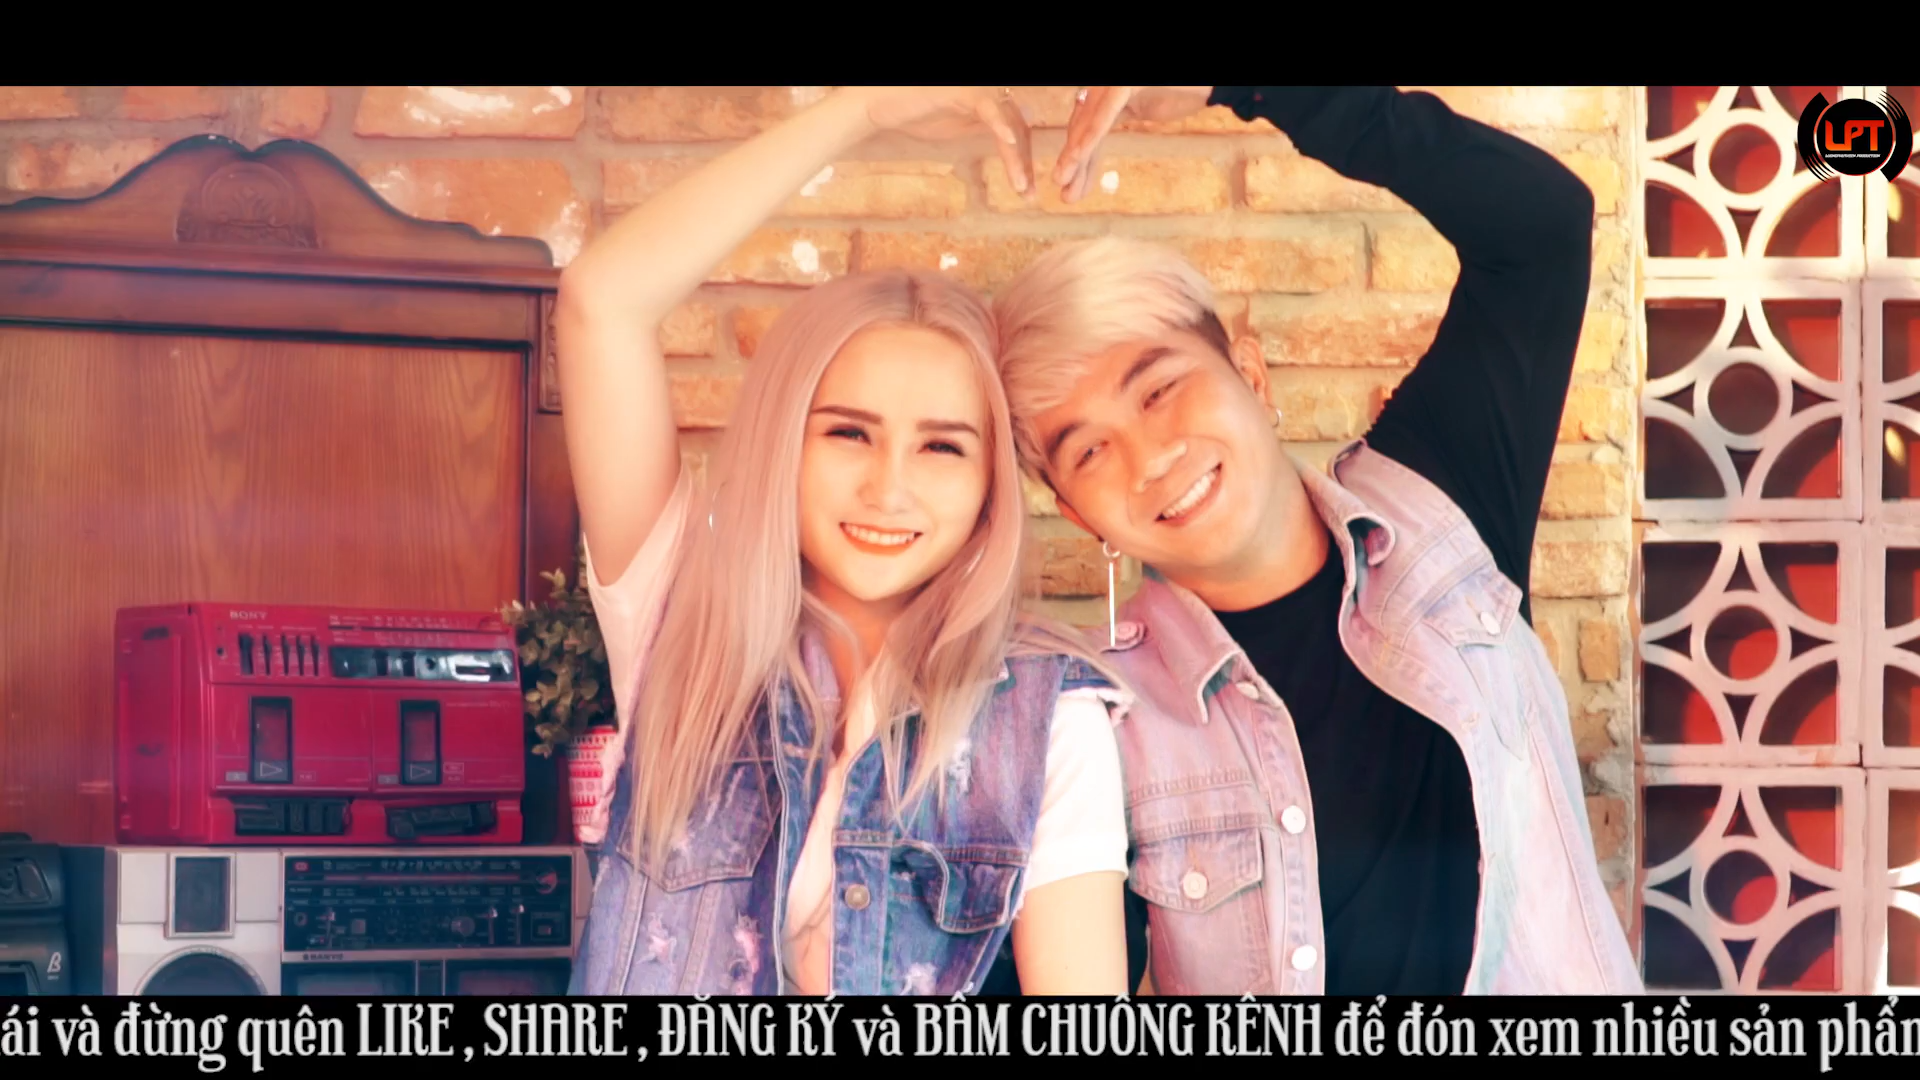 LPT
SONY
SANYO
ái và đừng quên LIKE , SHARE , ĐĂNG KÝ và BẤM CHUÔNG KÊNH để đón xem nhiều sản phẩn